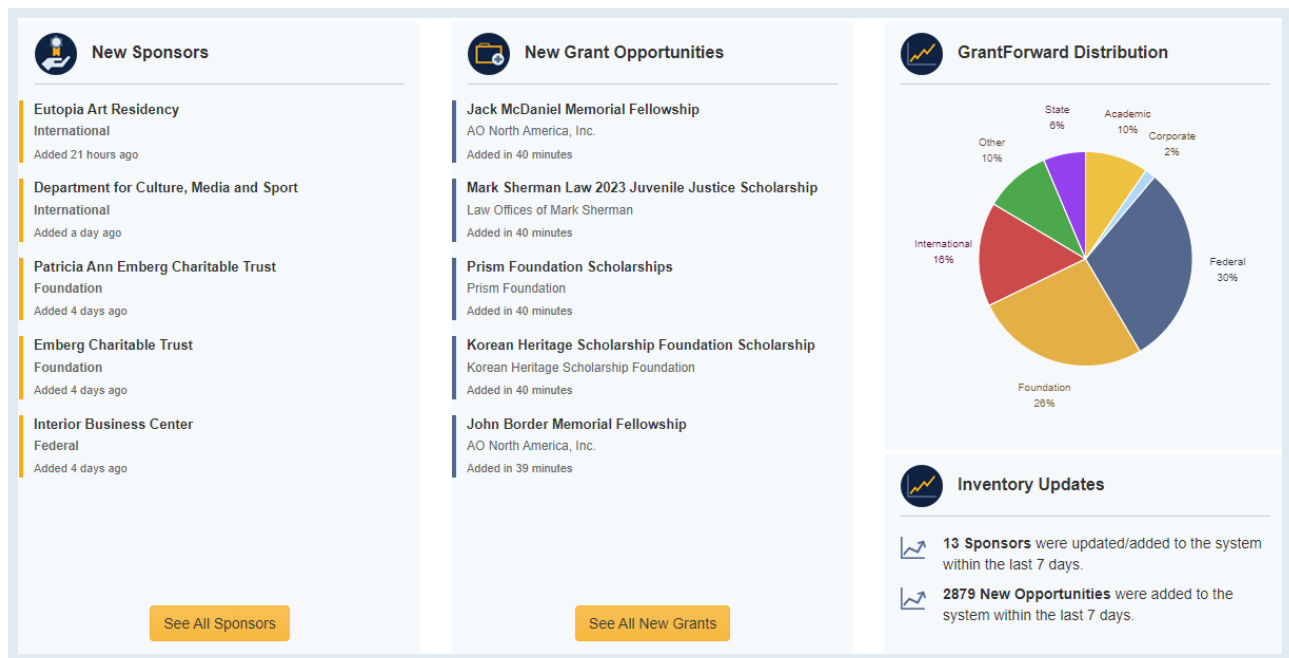 New Sponsors
Eutopia Art Residency
International
Added 21 hours ago
Department for Culture, Media and Sport
International
Added a day ago
Patricia Ann Emberg Charitable Trust
Foundation
Added 4 days ago
Emberg Charitable Trust
Foundation
Added 4 days ago
Interior Business Center
Federal
Added 4 days ago
See All Sponsors
New Grant Opportunities
Jack McDaniel Memorial Fellowship
AO North America, Inc.
Added in 40 minutes
Mark Sherman Law 2023 Juvenile Justice Scholarship
Law Offices of Mark Sherman
Added in 40 minutes
Prism Foundation Scholarships
Prism Foundation
Added in 40 minutes
Korean Heritage Scholarship Foundation Scholarship
Korean Heritage Scholarship Foundation
Added in 40 minutes
John Border Memorial Fellowship
AO North America, Inc.
Added in 39 minutes
See All New Grants
GrantForward Distribution
State
6%
Academic
10%
Corporate
2%
Other
10%
International
16%
Federal
30%
Foundation
26%
Inventory Updates
13 Sponsors were updated/added to the system
within the last 7 days.
2879 New Opportunities were added to the
system within the last 7 days.